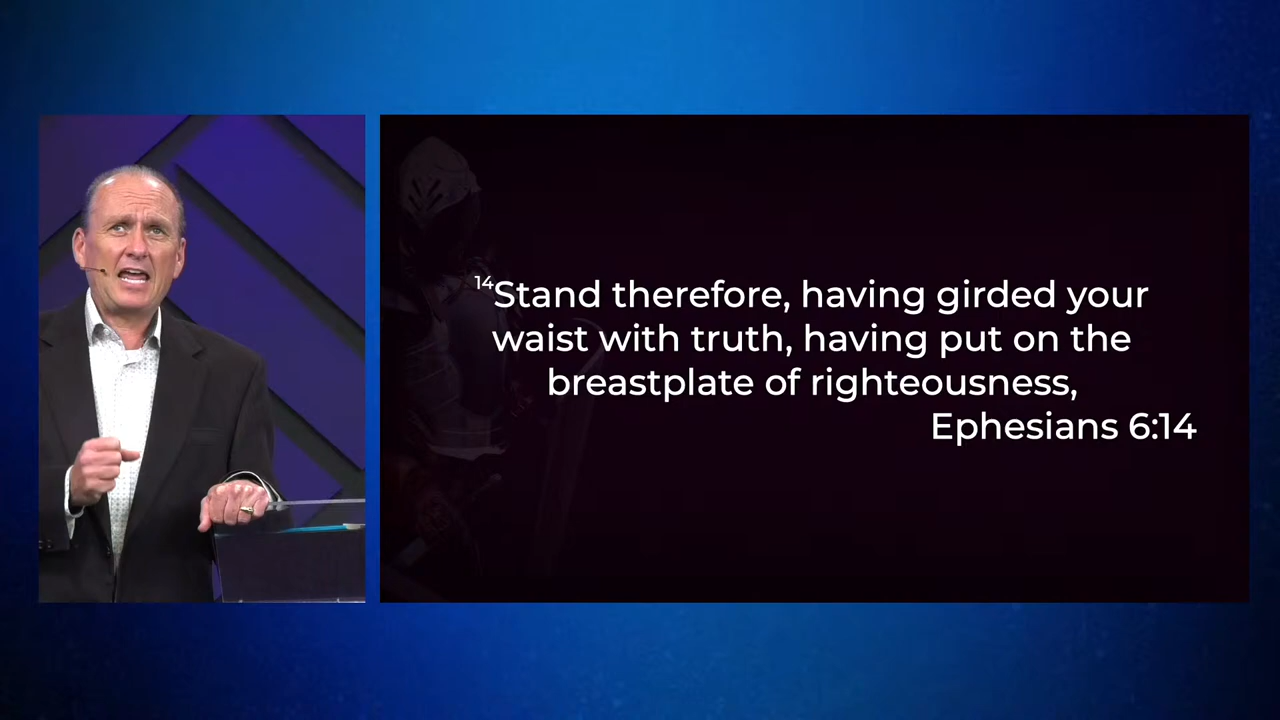 14Stand therefore, having girded your
waist with truth, having put on the
breastplate of righteousness,
Ephesians 6:14